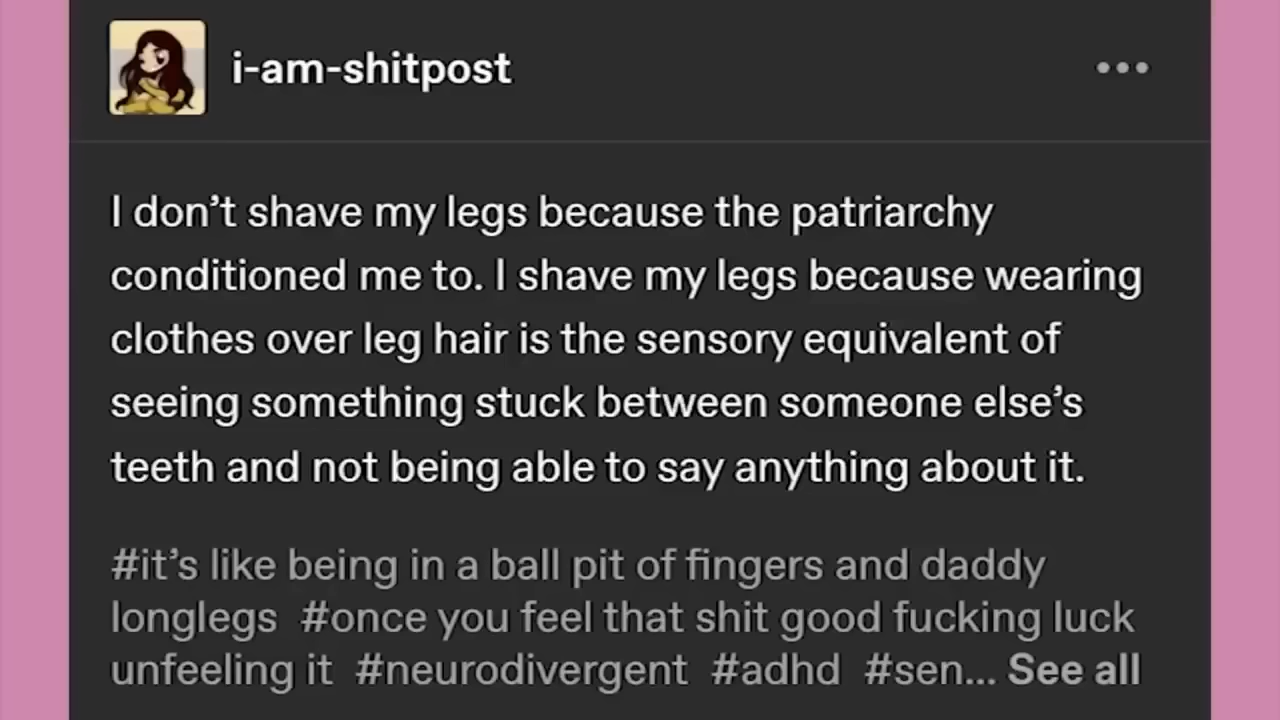 i-am-shitpost
I don’t shave my legs because the patriarchy
conditioned me to. I shave my legs because wearing
clothes over leg hair is the sensory equivalent of
seeing something stuck between someone else’s
teeth and not being able to say anything about it.
#it’s like being in a ball pit of fingers and daddy
longlegs #once you feel that shit good fucking luck
unfeeling it #neurodivergent #adhd #sen... See all